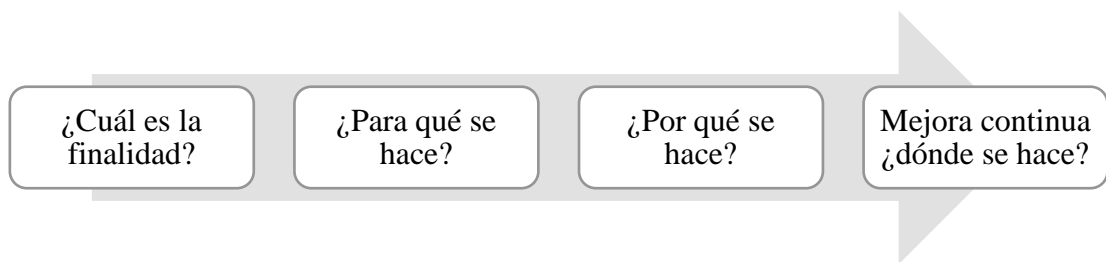 ¿Cuál es la
finalidad?
¿Para qué se
hace?
¿Por qué se
hace?
Mejora continua
¿dónde se hace?